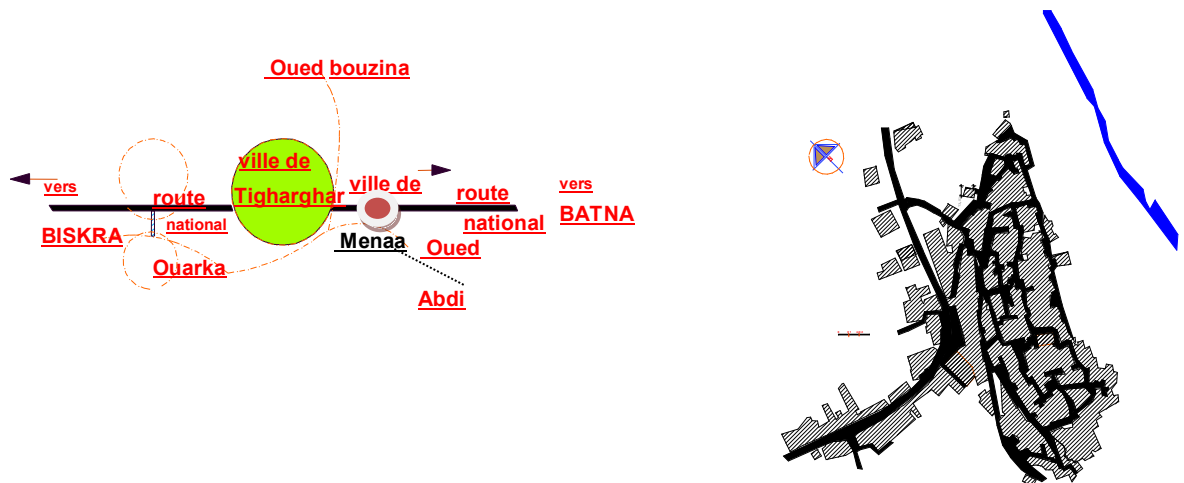 Oued bouzina
ville de
Tigharghar
ville de
Menaa
vers
BISKRA
route
national
Ouarka
route
national
vers
BATNA
Oued
Abdi